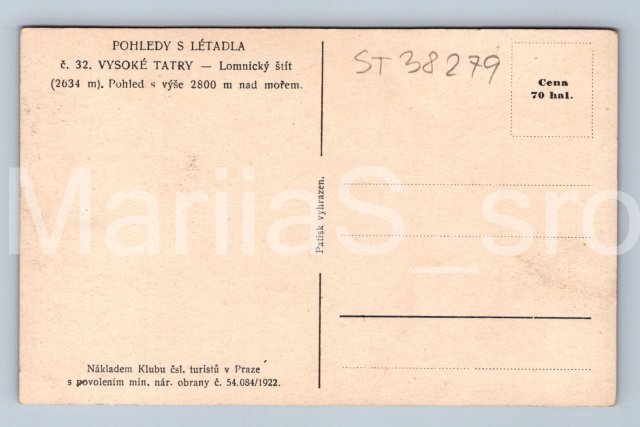 POHLEDY S LÉTADLA
č. 32. VYSOKÉ TATRY — Lomnický štít
(2634 m). Pohled s výše 2800 m nad mořem.
ST 38279
Cena
70 hal.
Patisk vyhrazen.
MariiaS_sro
Nákladem Klubu čsl. turistů v Praze
s povolením min. nár. obrany č. 54.084/1922.